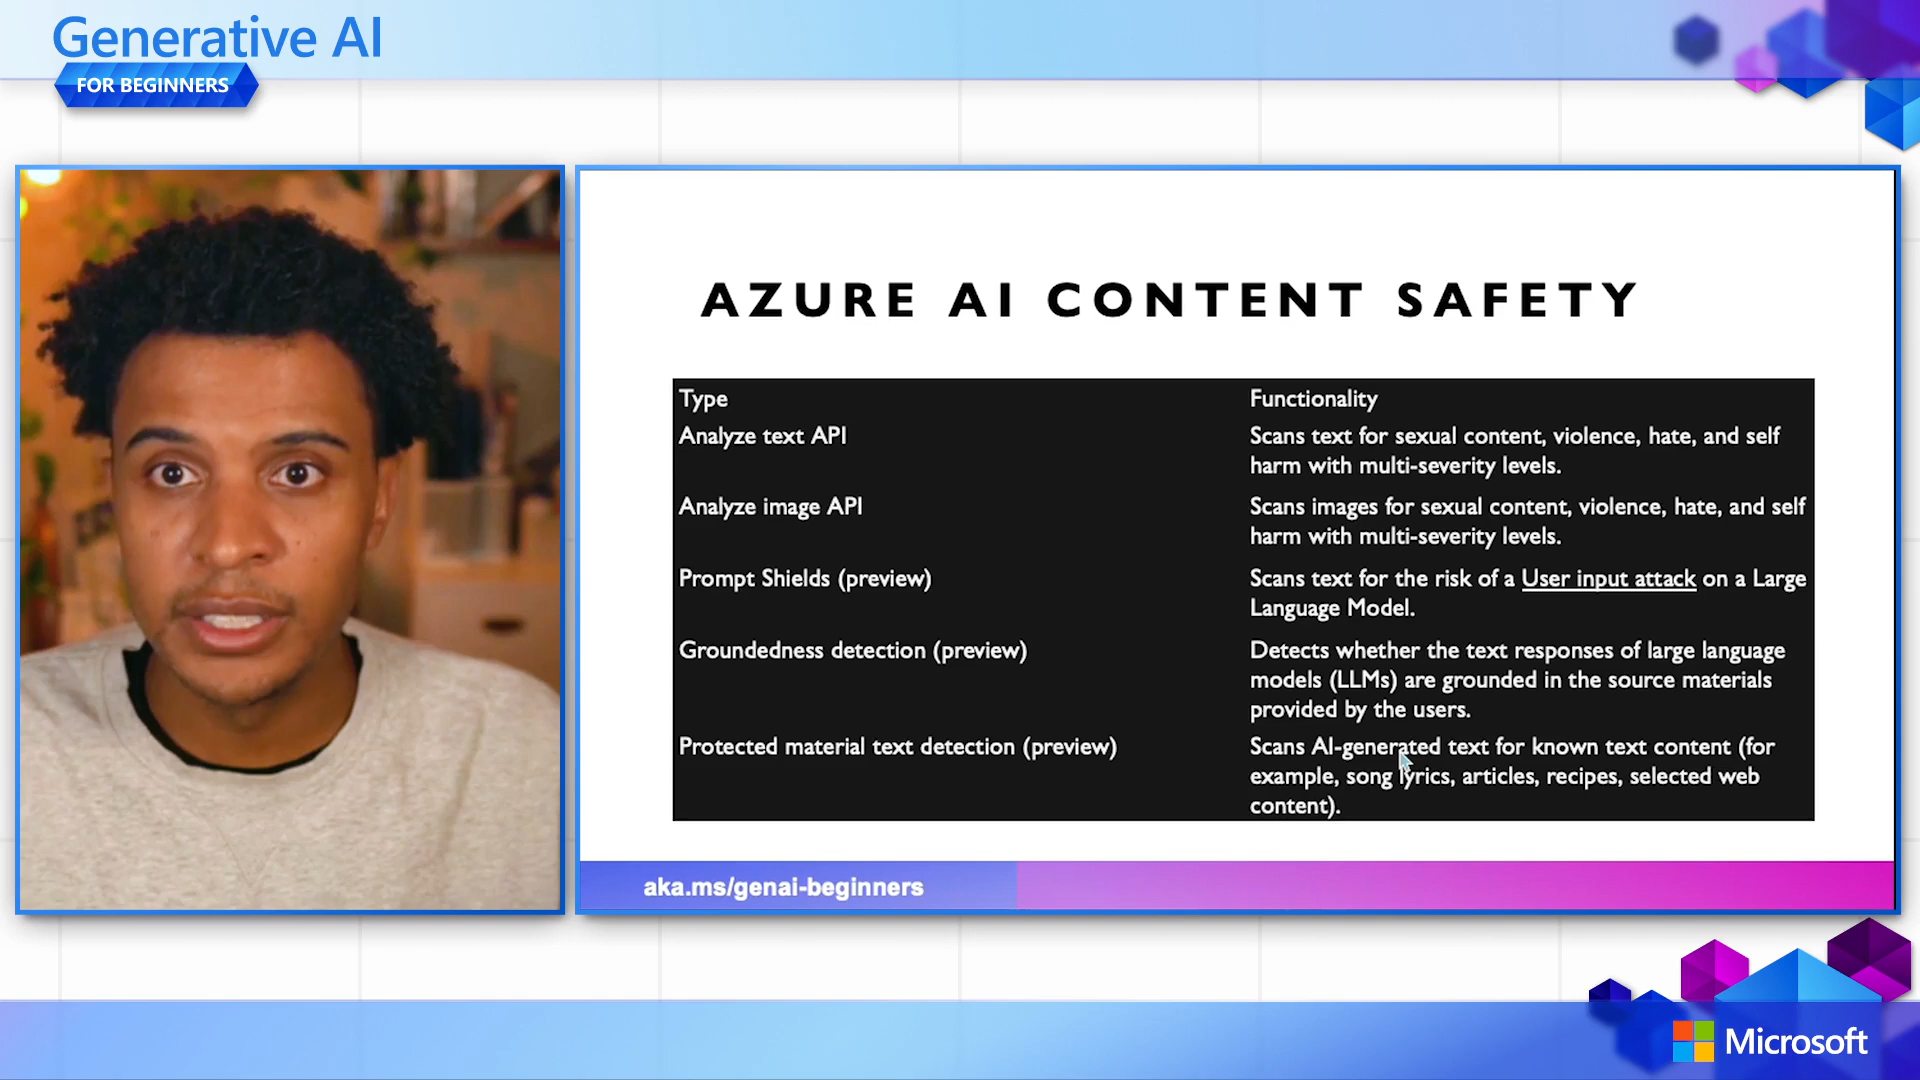 Generative AI
FOR BEGINNERS
AZURE AI CONTENT SAFETY
Type
Functionality
Analyze text API
Scans text for sexual content, violence, hate, and self
harm with multi-severity levels.
Analyze image API
Scans images for sexual content, violence, hate, and self
harm with multi-severity levels.
Prompt Shields (preview)
Scans text for the risk of a User input attack on a Large
Language Model.
Groundedness detection (preview)
Detects whether the text responses of large language
models (LLMs) are grounded in the source materials
provided by the users.
Protected material text detection (preview)
Scans AI-generated text for known text content (for
example, song lyrics, articles, recipes, selected web
content).
aka.ms/genai-beginners
Microsoft